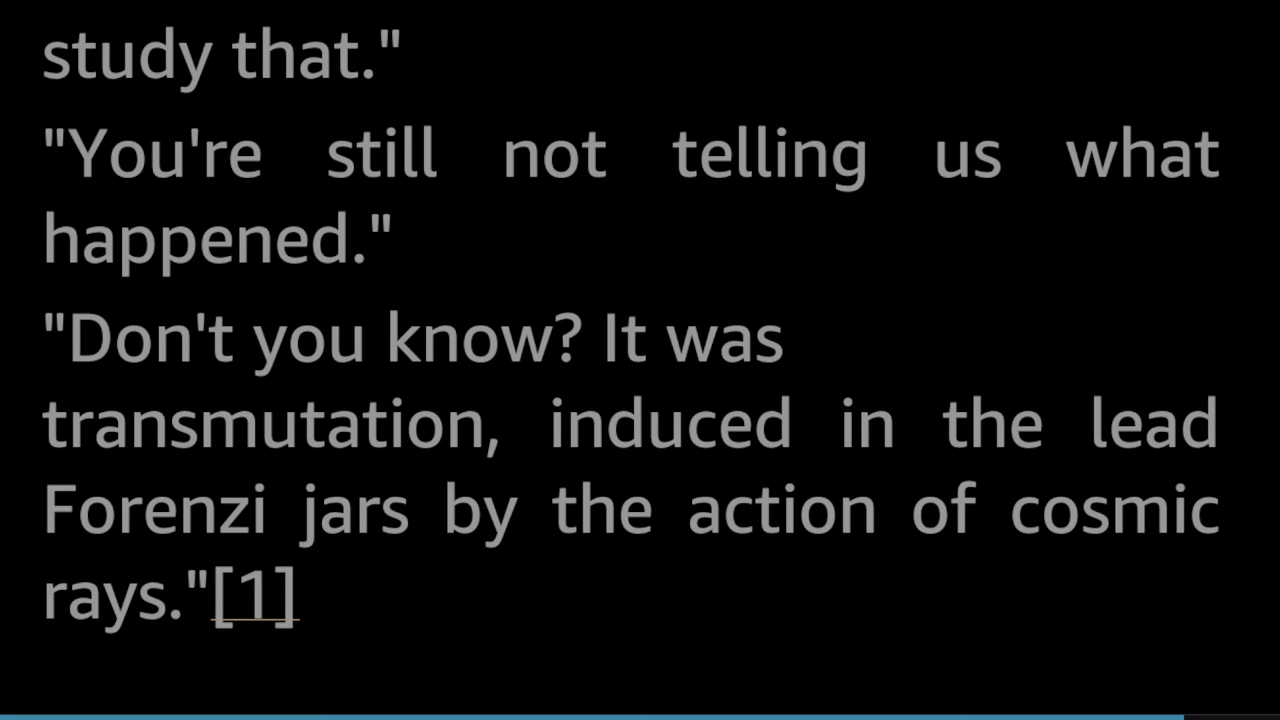 study that."
"You're still not telling us what
happened."
"Don't you know? It was
transmutation, induced in the lead
Forenzi jars by the action of cosmic
rays."[1]